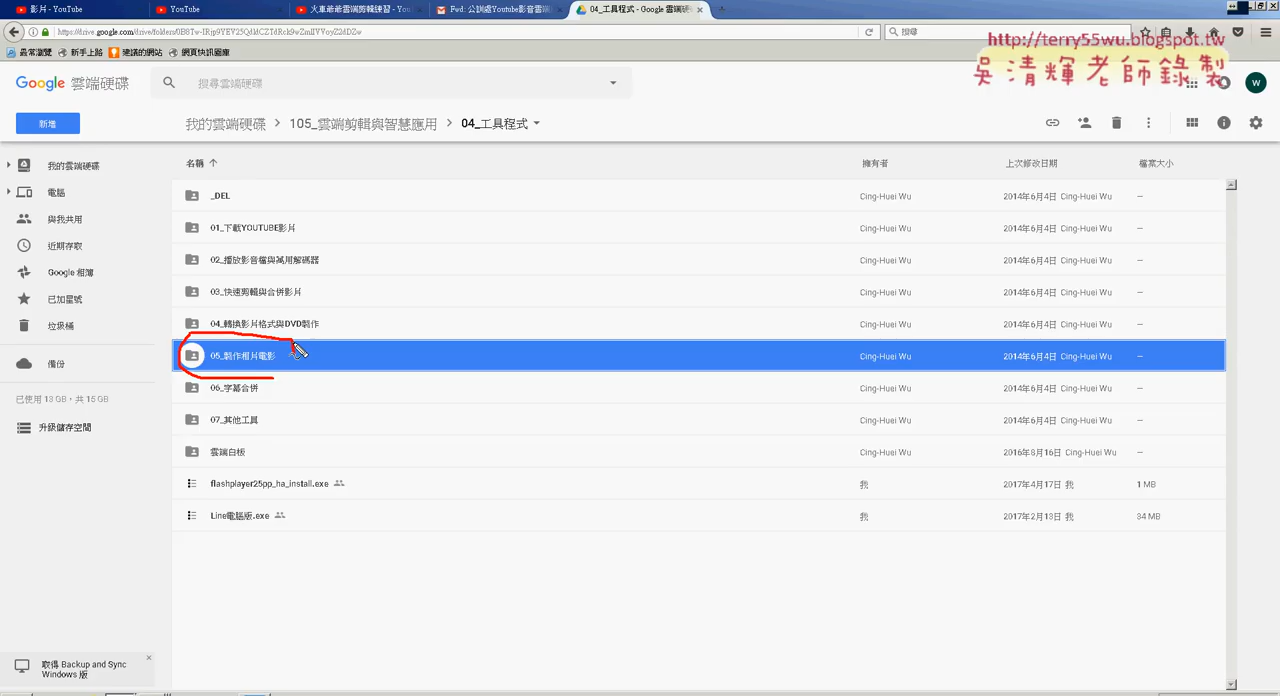 影片 - YouTube
YouTube
火車爺爺雲端剪輯練習 - You
Fwd: 公訓處Youtube影音雲端
04_工具程式 - Google 雲端硬
搜尋
最常瀏覽 新手上路 建議的網站 網頁快訊圖庫
http://terry55wu.blogspot.tw
吳清輝老師錄製
Google 雲端硬碟
搜尋雲端硬碟
W
新增
我的雲端硬碟 > 105_雲端剪輯與智慧應用 > 04_工具程式
名稱 擁有者 上次修改日期 檔案大小
我的雲端硬碟
電腦
與我共用
近期存取
Google 相簿
已加星號
垃圾桶
備份
已使用 13 GB，共 15 GB
升級儲存空間
_DEL Cing-Huei Wu 2014年6月4日 Cing-Huei Wu —
01_下載YOUTUBE影片 Cing-Huei Wu 2014年6月4日 Cing-Huei Wu —
02_播放影音檔與萬用解碼器 Cing-Huei Wu 2014年6月4日 Cing-Huei Wu —
03_快速剪輯與合併影片 Cing-Huei Wu 2014年6月4日 Cing-Huei Wu —
04_轉換影片格式與DVD製作 Cing-Huei Wu 2014年6月4日 Cing-Huei Wu —
05_製作相片電影 Cing-Huei Wu 2014年6月4日 Cing-Huei Wu —
06_字幕合併 Cing-Huei Wu 2014年6月4日 Cing-Huei Wu —
07_其他工具 Cing-Huei Wu 2014年6月4日 Cing-Huei Wu —
雲端白板 Cing-Huei Wu 2016年8月16日 Cing-Huei Wu —
flashplayer25pp_ha_install.exe 我 2017年4月17日 我 1 MB
Line電腦版.exe 我 2017年2月13日 我 34 MB
取得 Backup and Sync
Windows 版